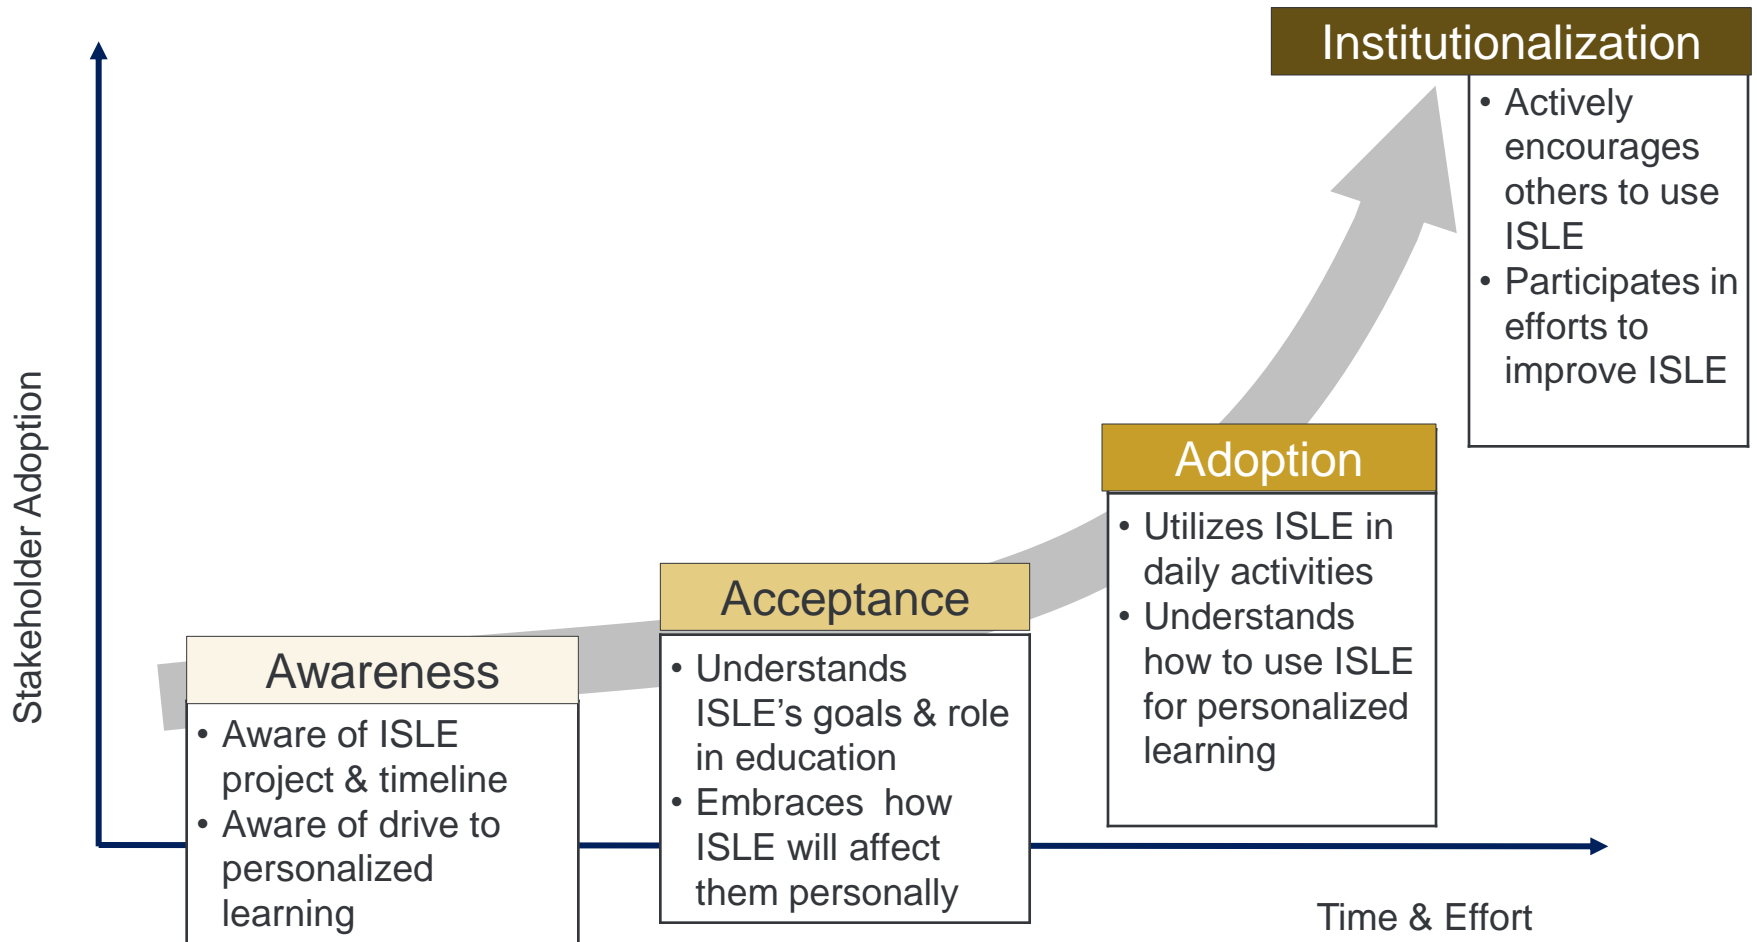 Institutionalization
• Actively
encourages
others to use
ISLE
• Participates in
efforts to
improve ISLE
Adoption
• Utilizes ISLE in
daily activities
• Understands
how to use ISLE
for personalized
learning
Acceptance
• Understands
ISLE’s goals & role
in education
• Embraces  how
ISLE will affect
them personally
Awareness
• Aware of ISLE
project & timeline
• Aware of drive to
personalized
learning
Stakeholder Adoption
Time & Effort